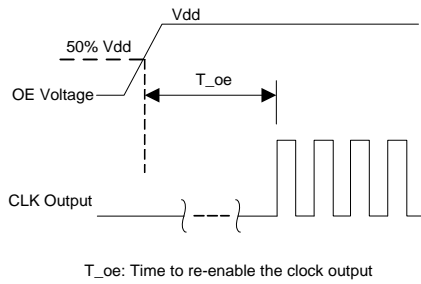 Vdd
50% Vdd
T_oe
OE Voltage
CLK Output
T_oe: Time to re-enable the clock output